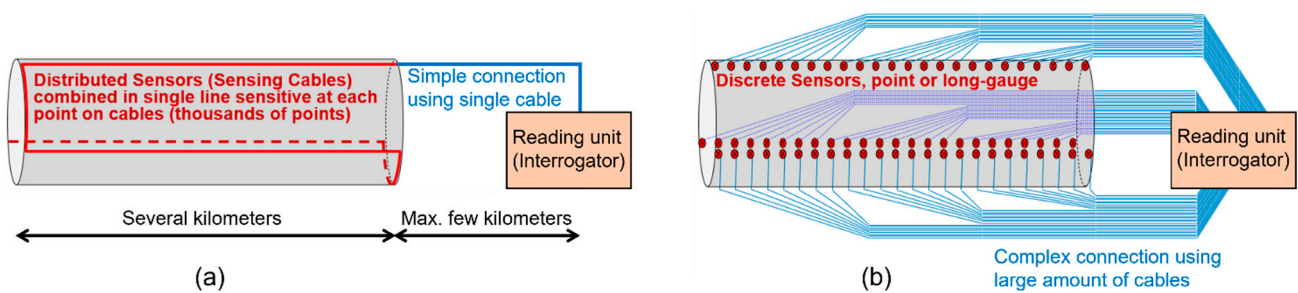 Distributed Sensors (Sensing Cables)
combined in single line sensitive at each
point on cables (thousands of points)
Simple connection
using single cable
Reading unit
(Interrogator)
Several kilometers
Max. few kilometers
(a)
Discrete Sensors, point or long-gauge
Reading unit
(Interrogator)
Complex connection using
large amount of cables
(b)